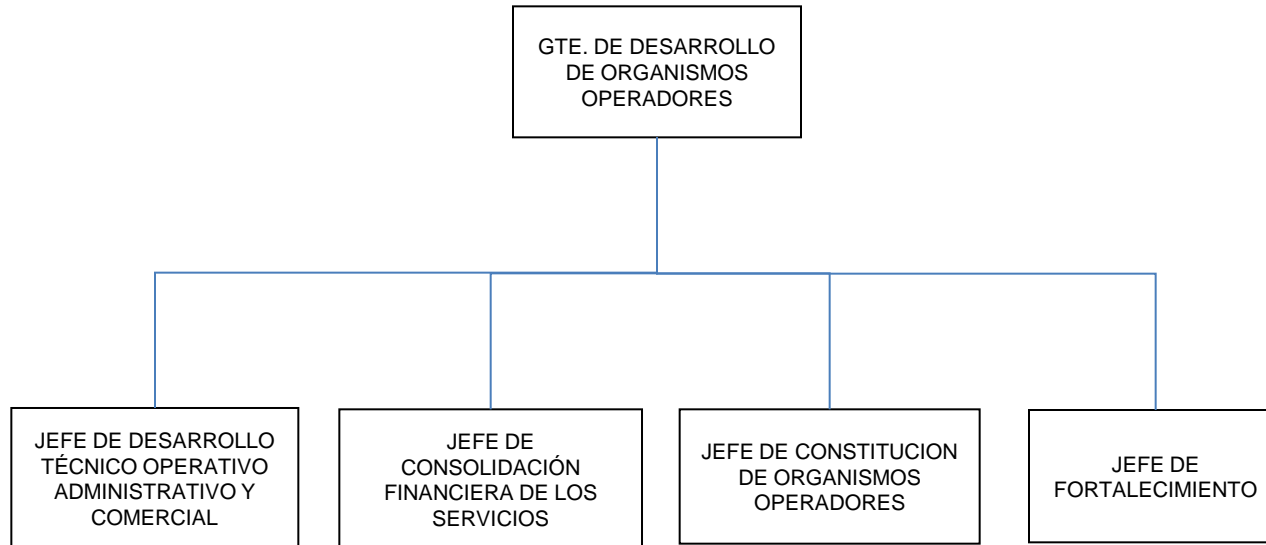 GTE. DE DESARROLLO
DE ORGANISMOS
OPERADORES
JEFE DE DESARROLLO
TÉCNICO OPERATIVO
ADMINISTRATIVO Y
COMERCIAL
JEFE DE
CONSOLIDACIÓN
FINANCIERA DE LOS
SERVICIOS
JEFE DE CONSTITUCION
DE ORGANISMOS
OPERADORES
JEFE DE
FORTALECIMIENTO